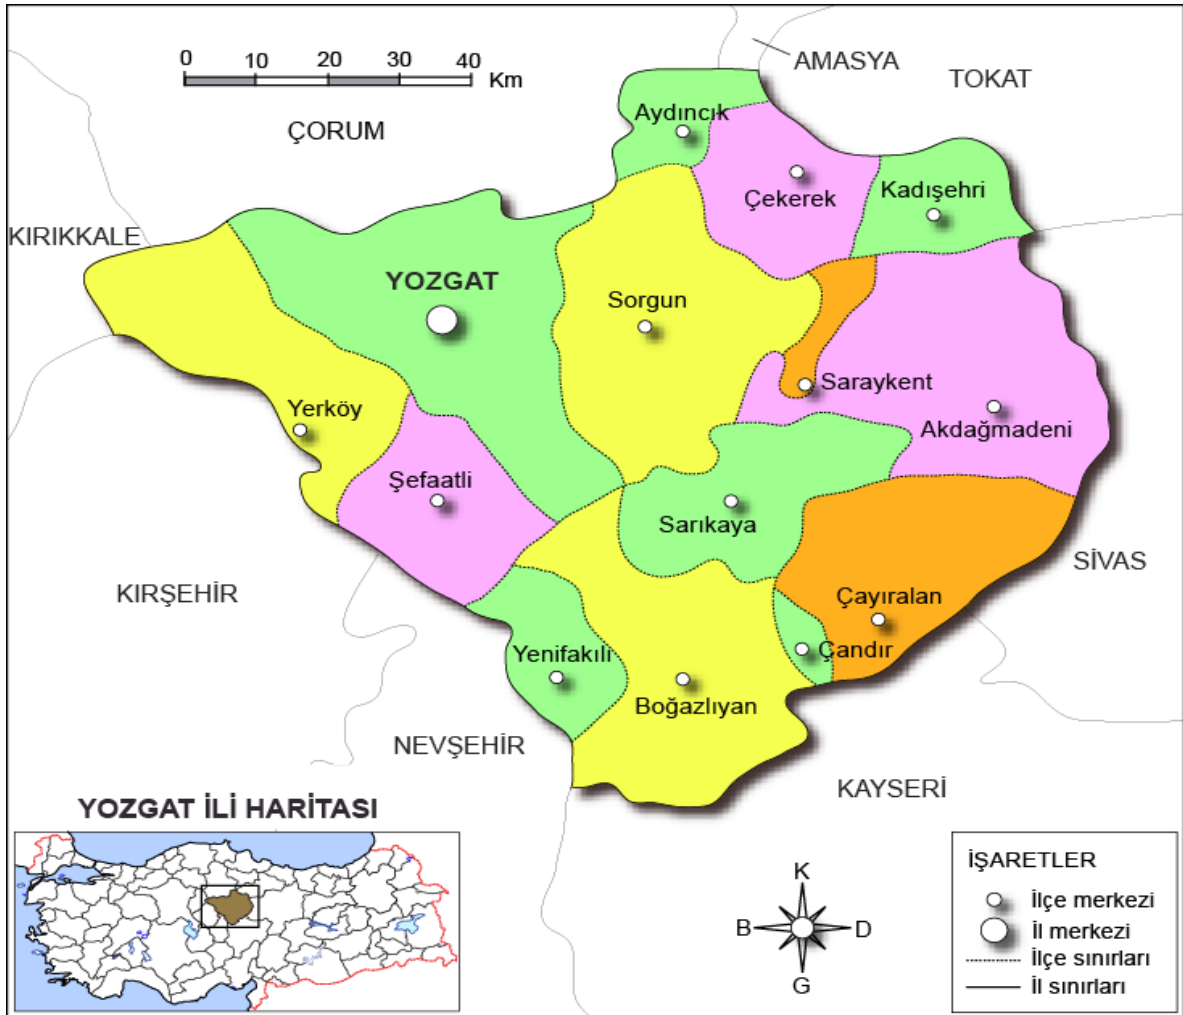 0 10 20 30 40
Km
AMASYA
TOKAT
ÇORUM
Aydıncık
Çekerek
Kadışehri
KIRIKKALE
YOZGAT
Sorgun
Saraykent
Yerköy
Akdağmadeni
Şefaatli
Sarıkaya
SİVAS
KIRŞEHİR
Çayıralan
Çandır
Yenifakılı
Boğazlıyan
NEVŞEHİR
KAYSERİ
YOZGAT İLİ HARİTASI
K
B D
G
İŞARETLER
İlçe merkezi
İl merkezi
İlçe sınırları
İl sınırları